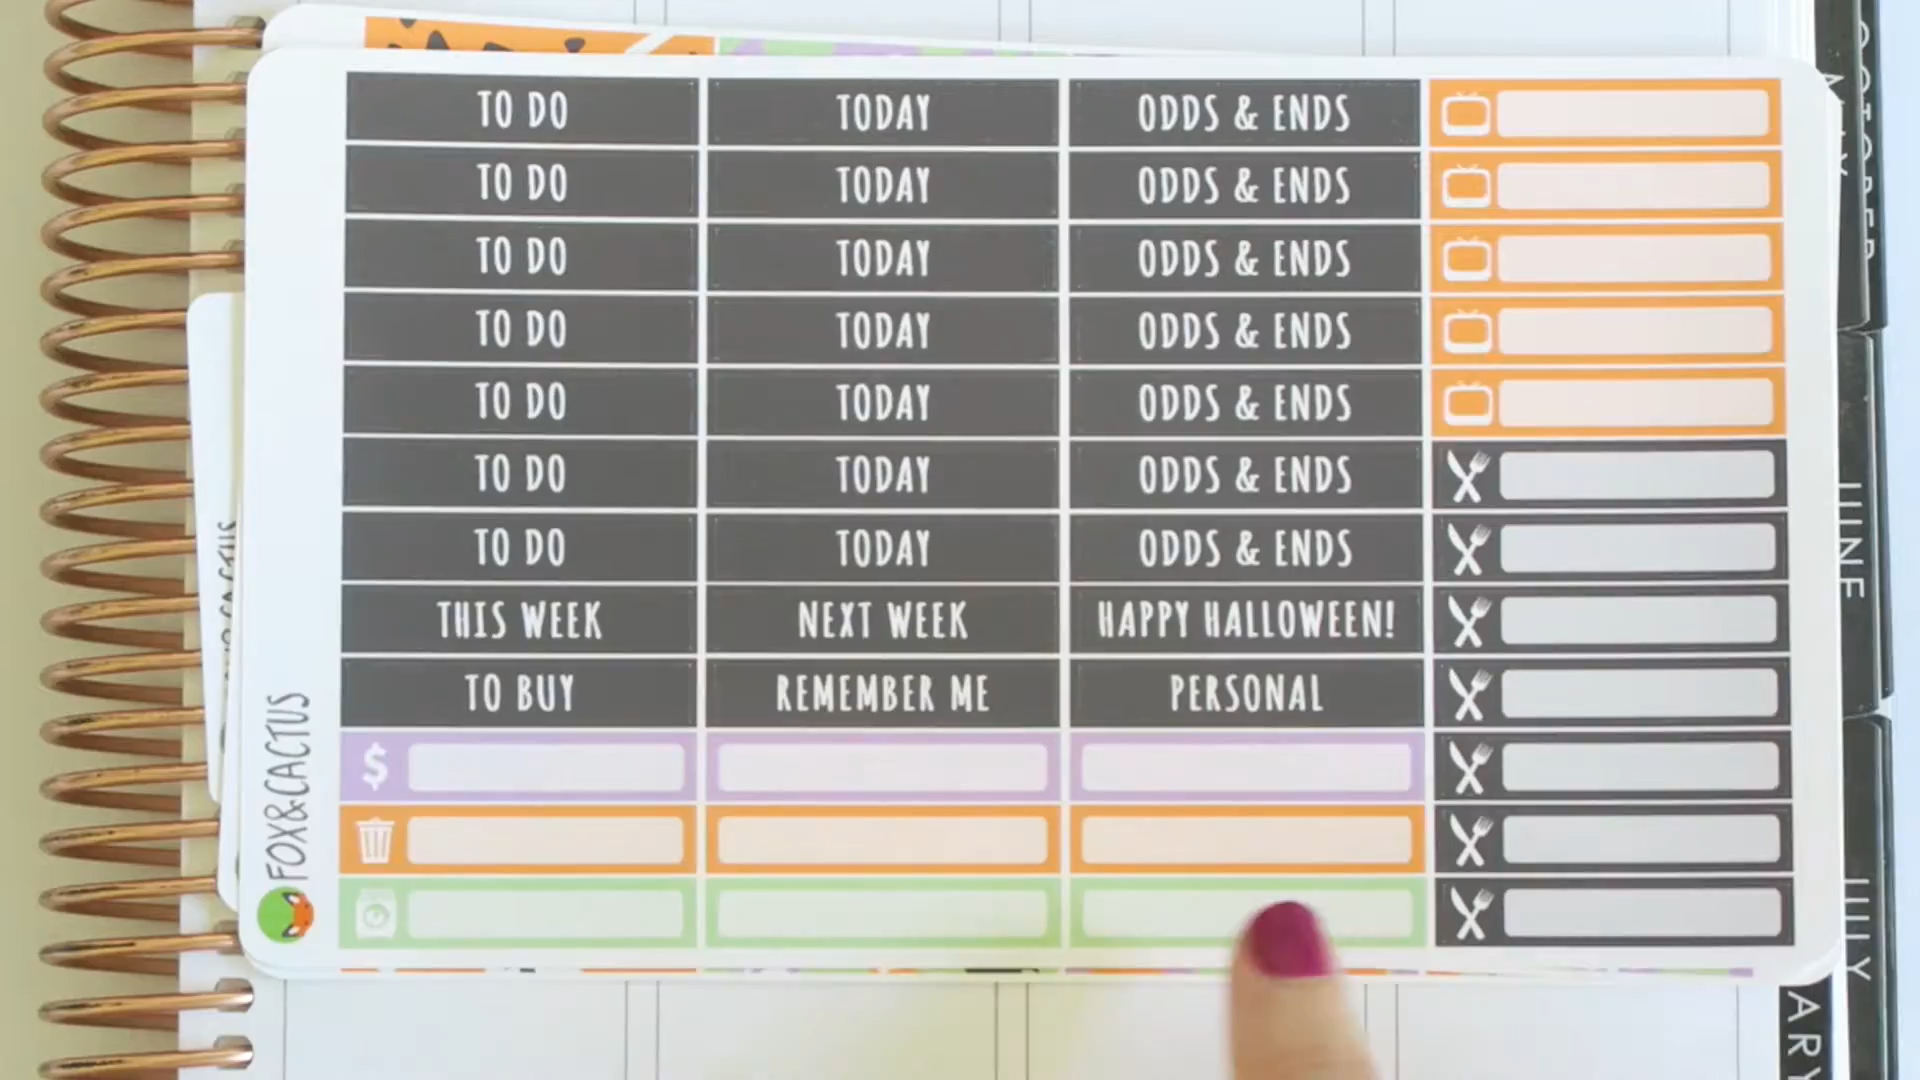 TO DO TODAY ODDS & ENDS
TO DO TODAY ODDS & ENDS
TO DO TODAY ODDS & ENDS
TO DO TODAY ODDS & ENDS
TO DO TODAY ODDS & ENDS
TO DO TODAY ODDS & ENDS
TO DO TODAY ODDS & ENDS
THIS WEEK NEXT WEEK HAPPY HALLOWEEN!
TO BUY REMEMBER ME PERSONAL
$
FOX&CACTUS
OCTOBER
JUNE
JULY